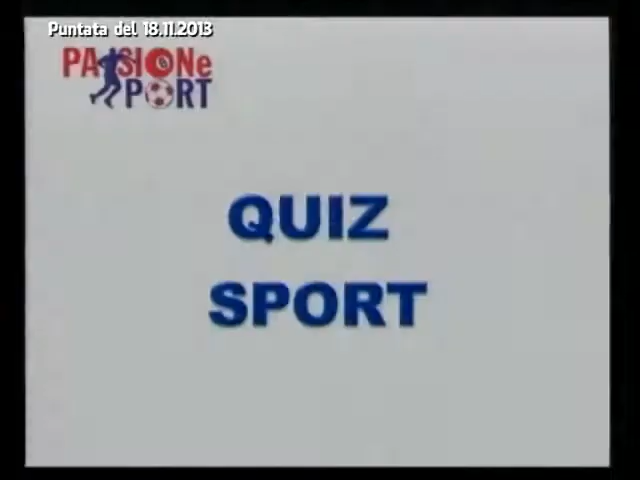 Puntata del 18.11.2013
PASSIONe
SPORT
QUIZ
SPORT